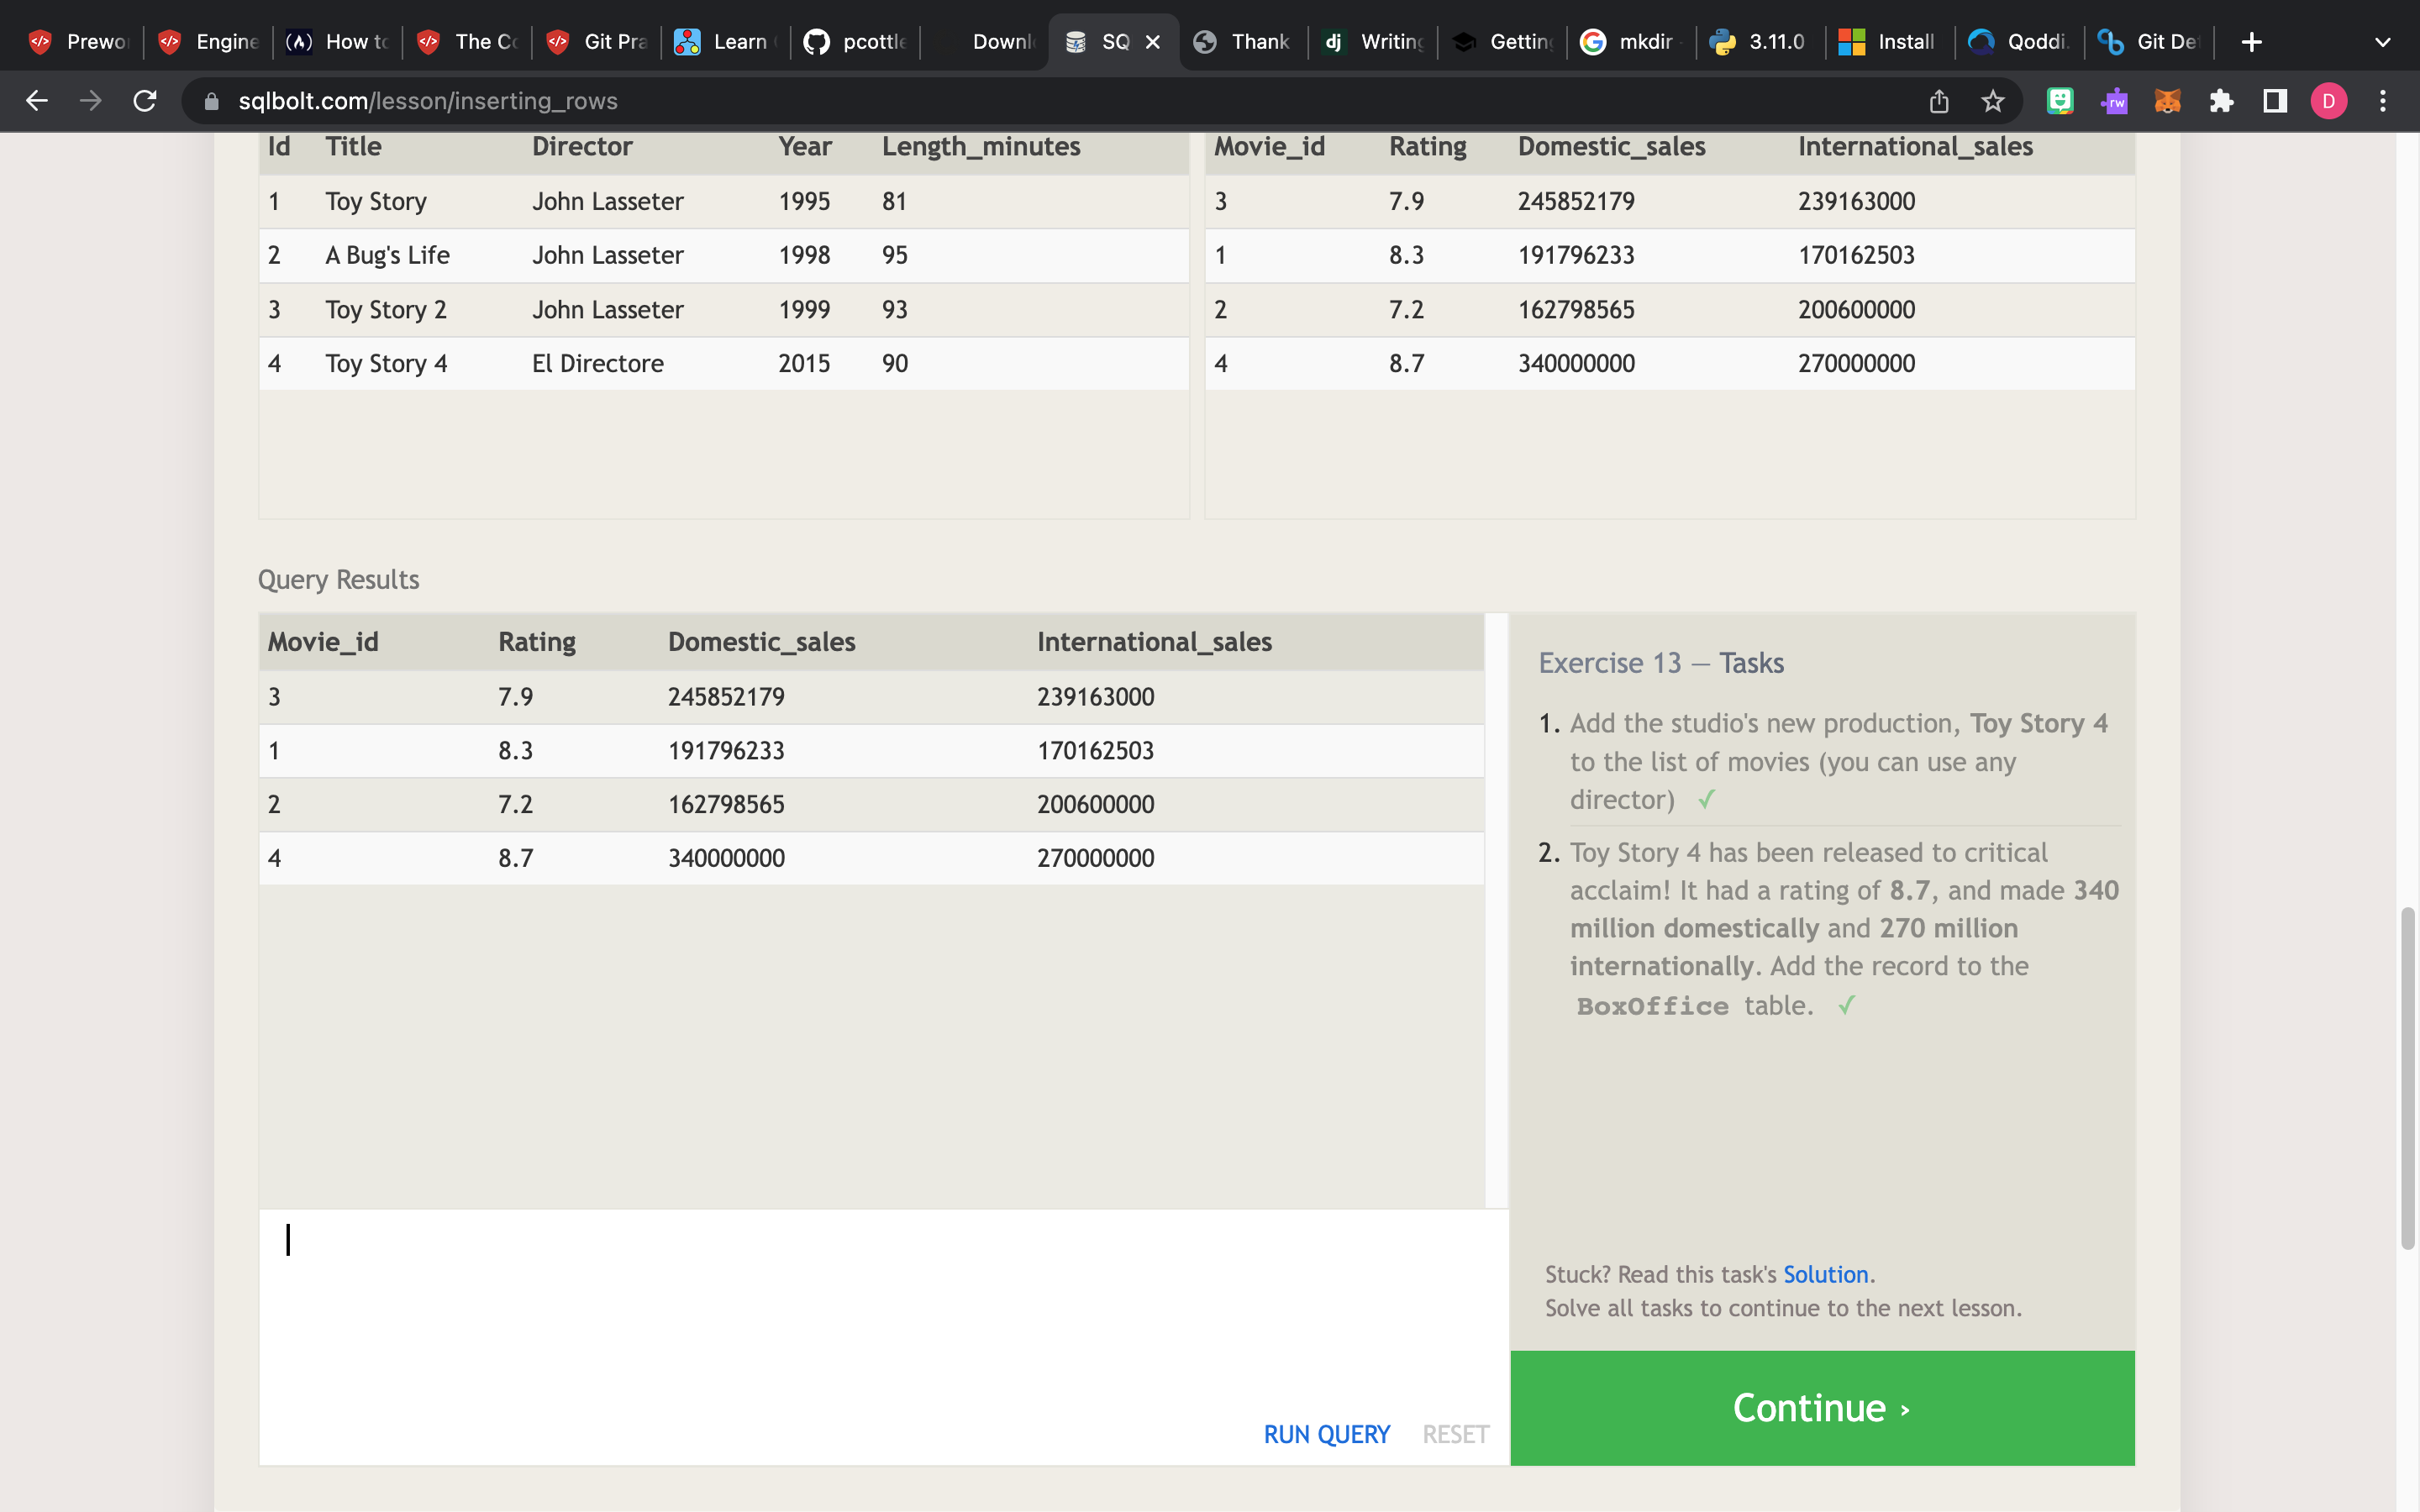 Prewo
Engine
How to
The Co
Git Pra
Learn
pcottle
Downl
SQ
Thank
Writing
Getting
mkdir
3.11.0
Install
Qoddi.
Git De
sqlbolt.com/lesson/inserting_rows
D
Id Title Director Year Length_minutes
1 Toy Story John Lasseter 1995 81
2 A Bug's Life John Lasseter 1998 95
3 Toy Story 2 John Lasseter 1999 93
4 Toy Story 4 El Directore 2015 90
Movie_id Rating Domestic_sales International_sales
3 7.9 245852179 239163000
1 8.3 191796233 170162503
2 7.2 162798565 200600000
4 8.7 340000000 270000000
Query Results
Movie_id Rating Domestic_sales International_sales
3 7.9 245852179 239163000
1 8.3 191796233 170162503
2 7.2 162798565 200600000
4 8.7 340000000 270000000
RUN QUERY RESET
Exercise 13 — Tasks
1. Add the studio's new production, Toy Story 4
to the list of movies (you can use any
director) ✓
2. Toy Story 4 has been released to critical
acclaim! It had a rating of 8.7, and made 340
million domestically and 270 million
internationally. Add the record to the
BoxOffice table. ✓
Stuck? Read this task's Solution.
Solve all tasks to continue to the next lesson.
Continue ›